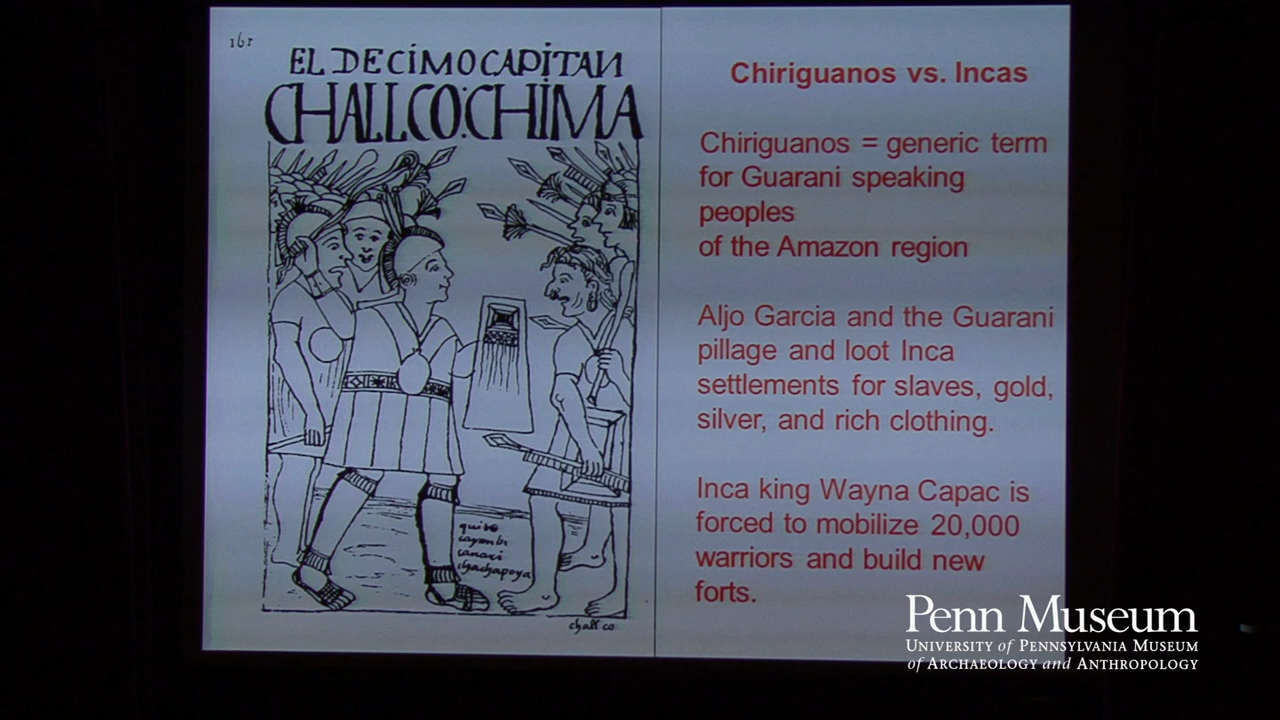 161
EL DECIMOCAPITAN
CHALLCO:CHIMA
quito
cayanbi
canari
chachapoya
challco
Chiriguanos vs. Incas
Chiriguanos = generic term
for Guarani speaking
peoples
of the Amazon region
Aljo Garcia and the Guarani
pillage and loot Inca
settlements for slaves, gold,
silver, and rich clothing.
Inca king Wayna Capac is
forced to mobilize 20,000
warriors and build new
forts.
Penn Museum
UNIVERSITY of PENNSYLVANIA MUSEUM
of ARCHAEOLOGY and ANTHROPOLOGY